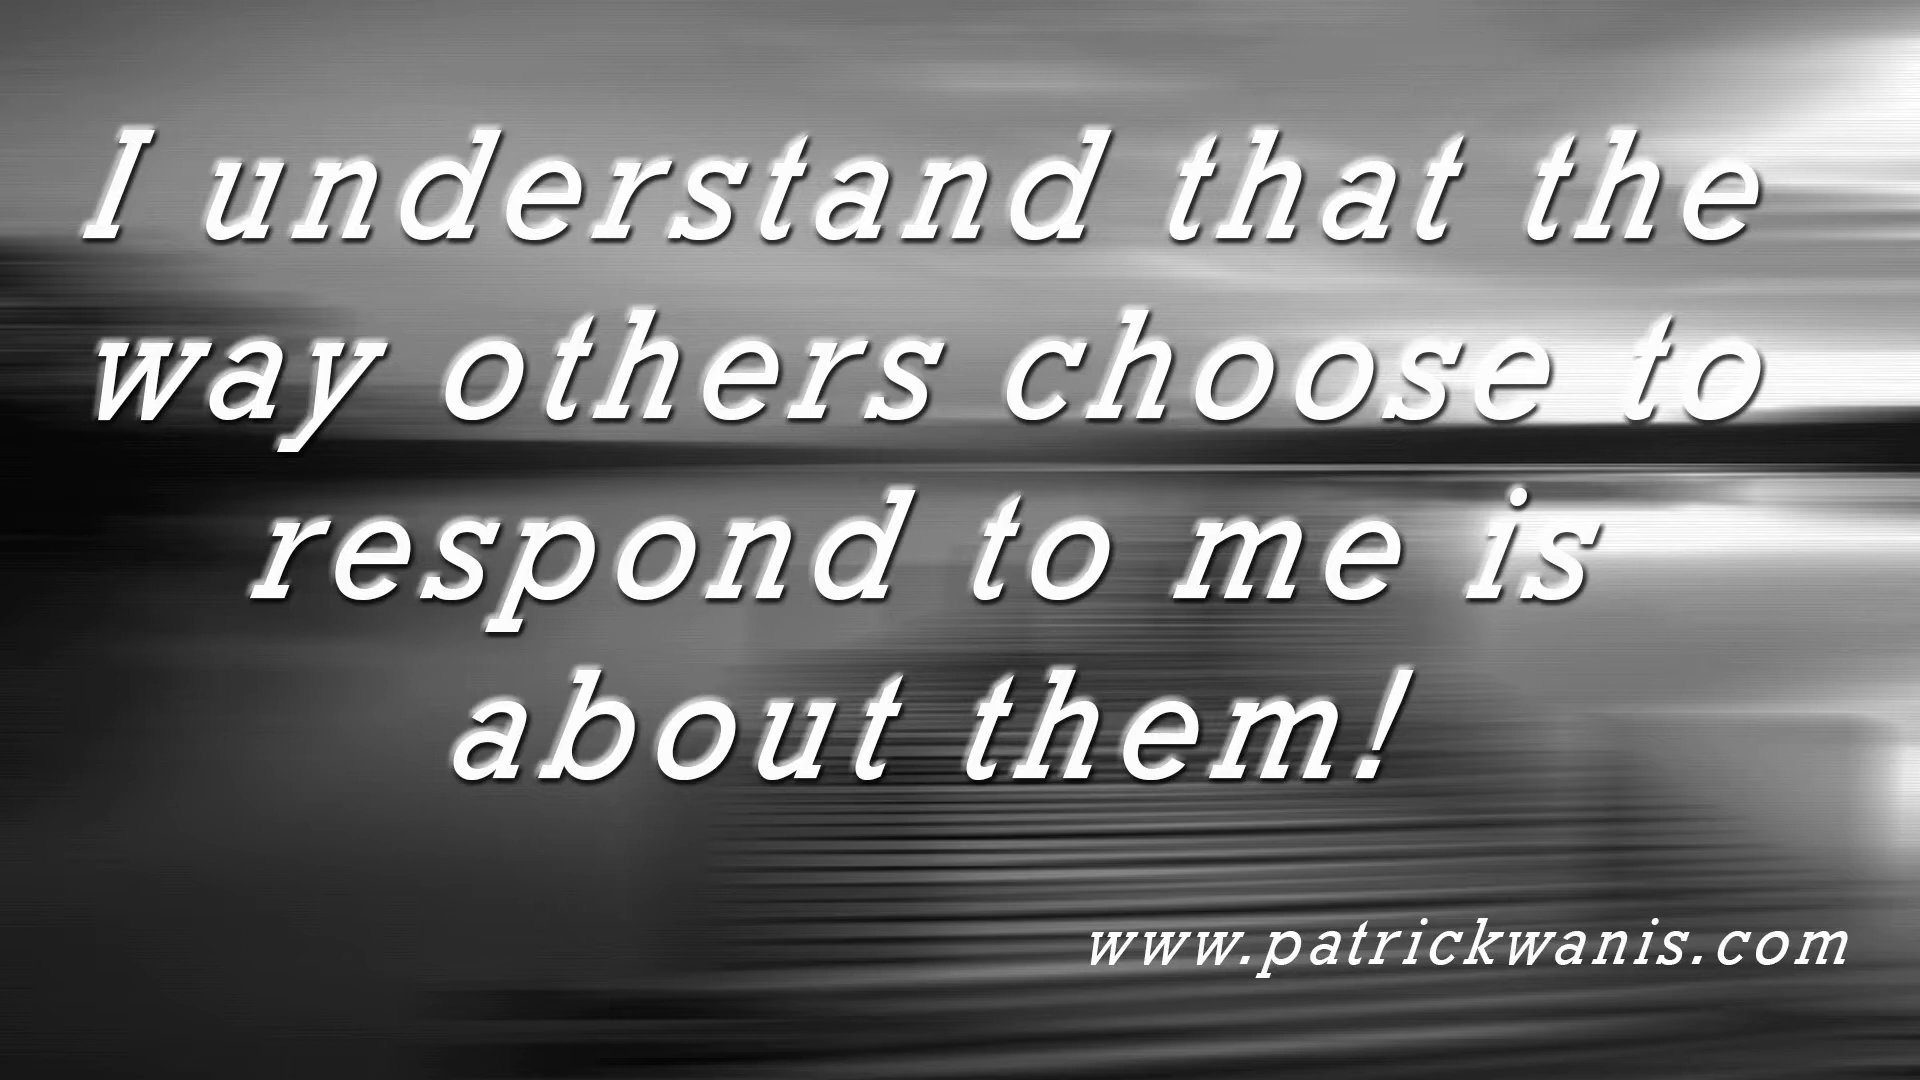 I understand that the
way others choose to
respond to me is
about them!
www.patrickwanis.com